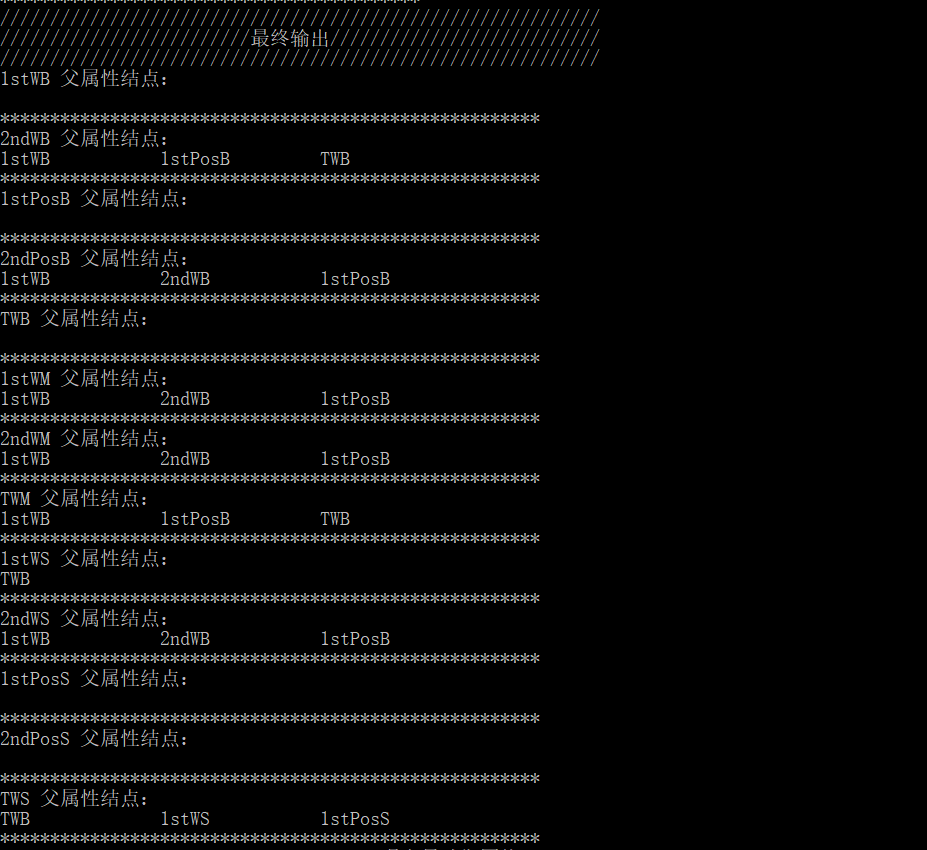 ////////////////////////////////////////////////////////////
/////////////////////////最终输出///////////////////////////
////////////////////////////////////////////////////////////
1stWB 父属性结点:
******************************************************
2ndWB 父属性结点:
1stWB 1stPosB TWB
******************************************************
1stPosB 父属性结点:
******************************************************
2ndPosB 父属性结点:
1stWB 2ndWB 1stPosB
******************************************************
TWB 父属性结点:
******************************************************
1stWM 父属性结点:
1stWB 2ndWB 1stPosB
******************************************************
2ndWM 父属性结点:
1stWB 2ndWB 1stPosB
******************************************************
TWM 父属性结点:
1stWB 1stPosB TWB
******************************************************
1stWS 父属性结点:
TWB
******************************************************
2ndWS 父属性结点:
1stWB 2ndWB 1stPosB
******************************************************
1stPosS 父属性结点:
******************************************************
2ndPosS 父属性结点:
******************************************************
TWS 父属性结点:
TWB 1stWS 1stPosS
******************************************************